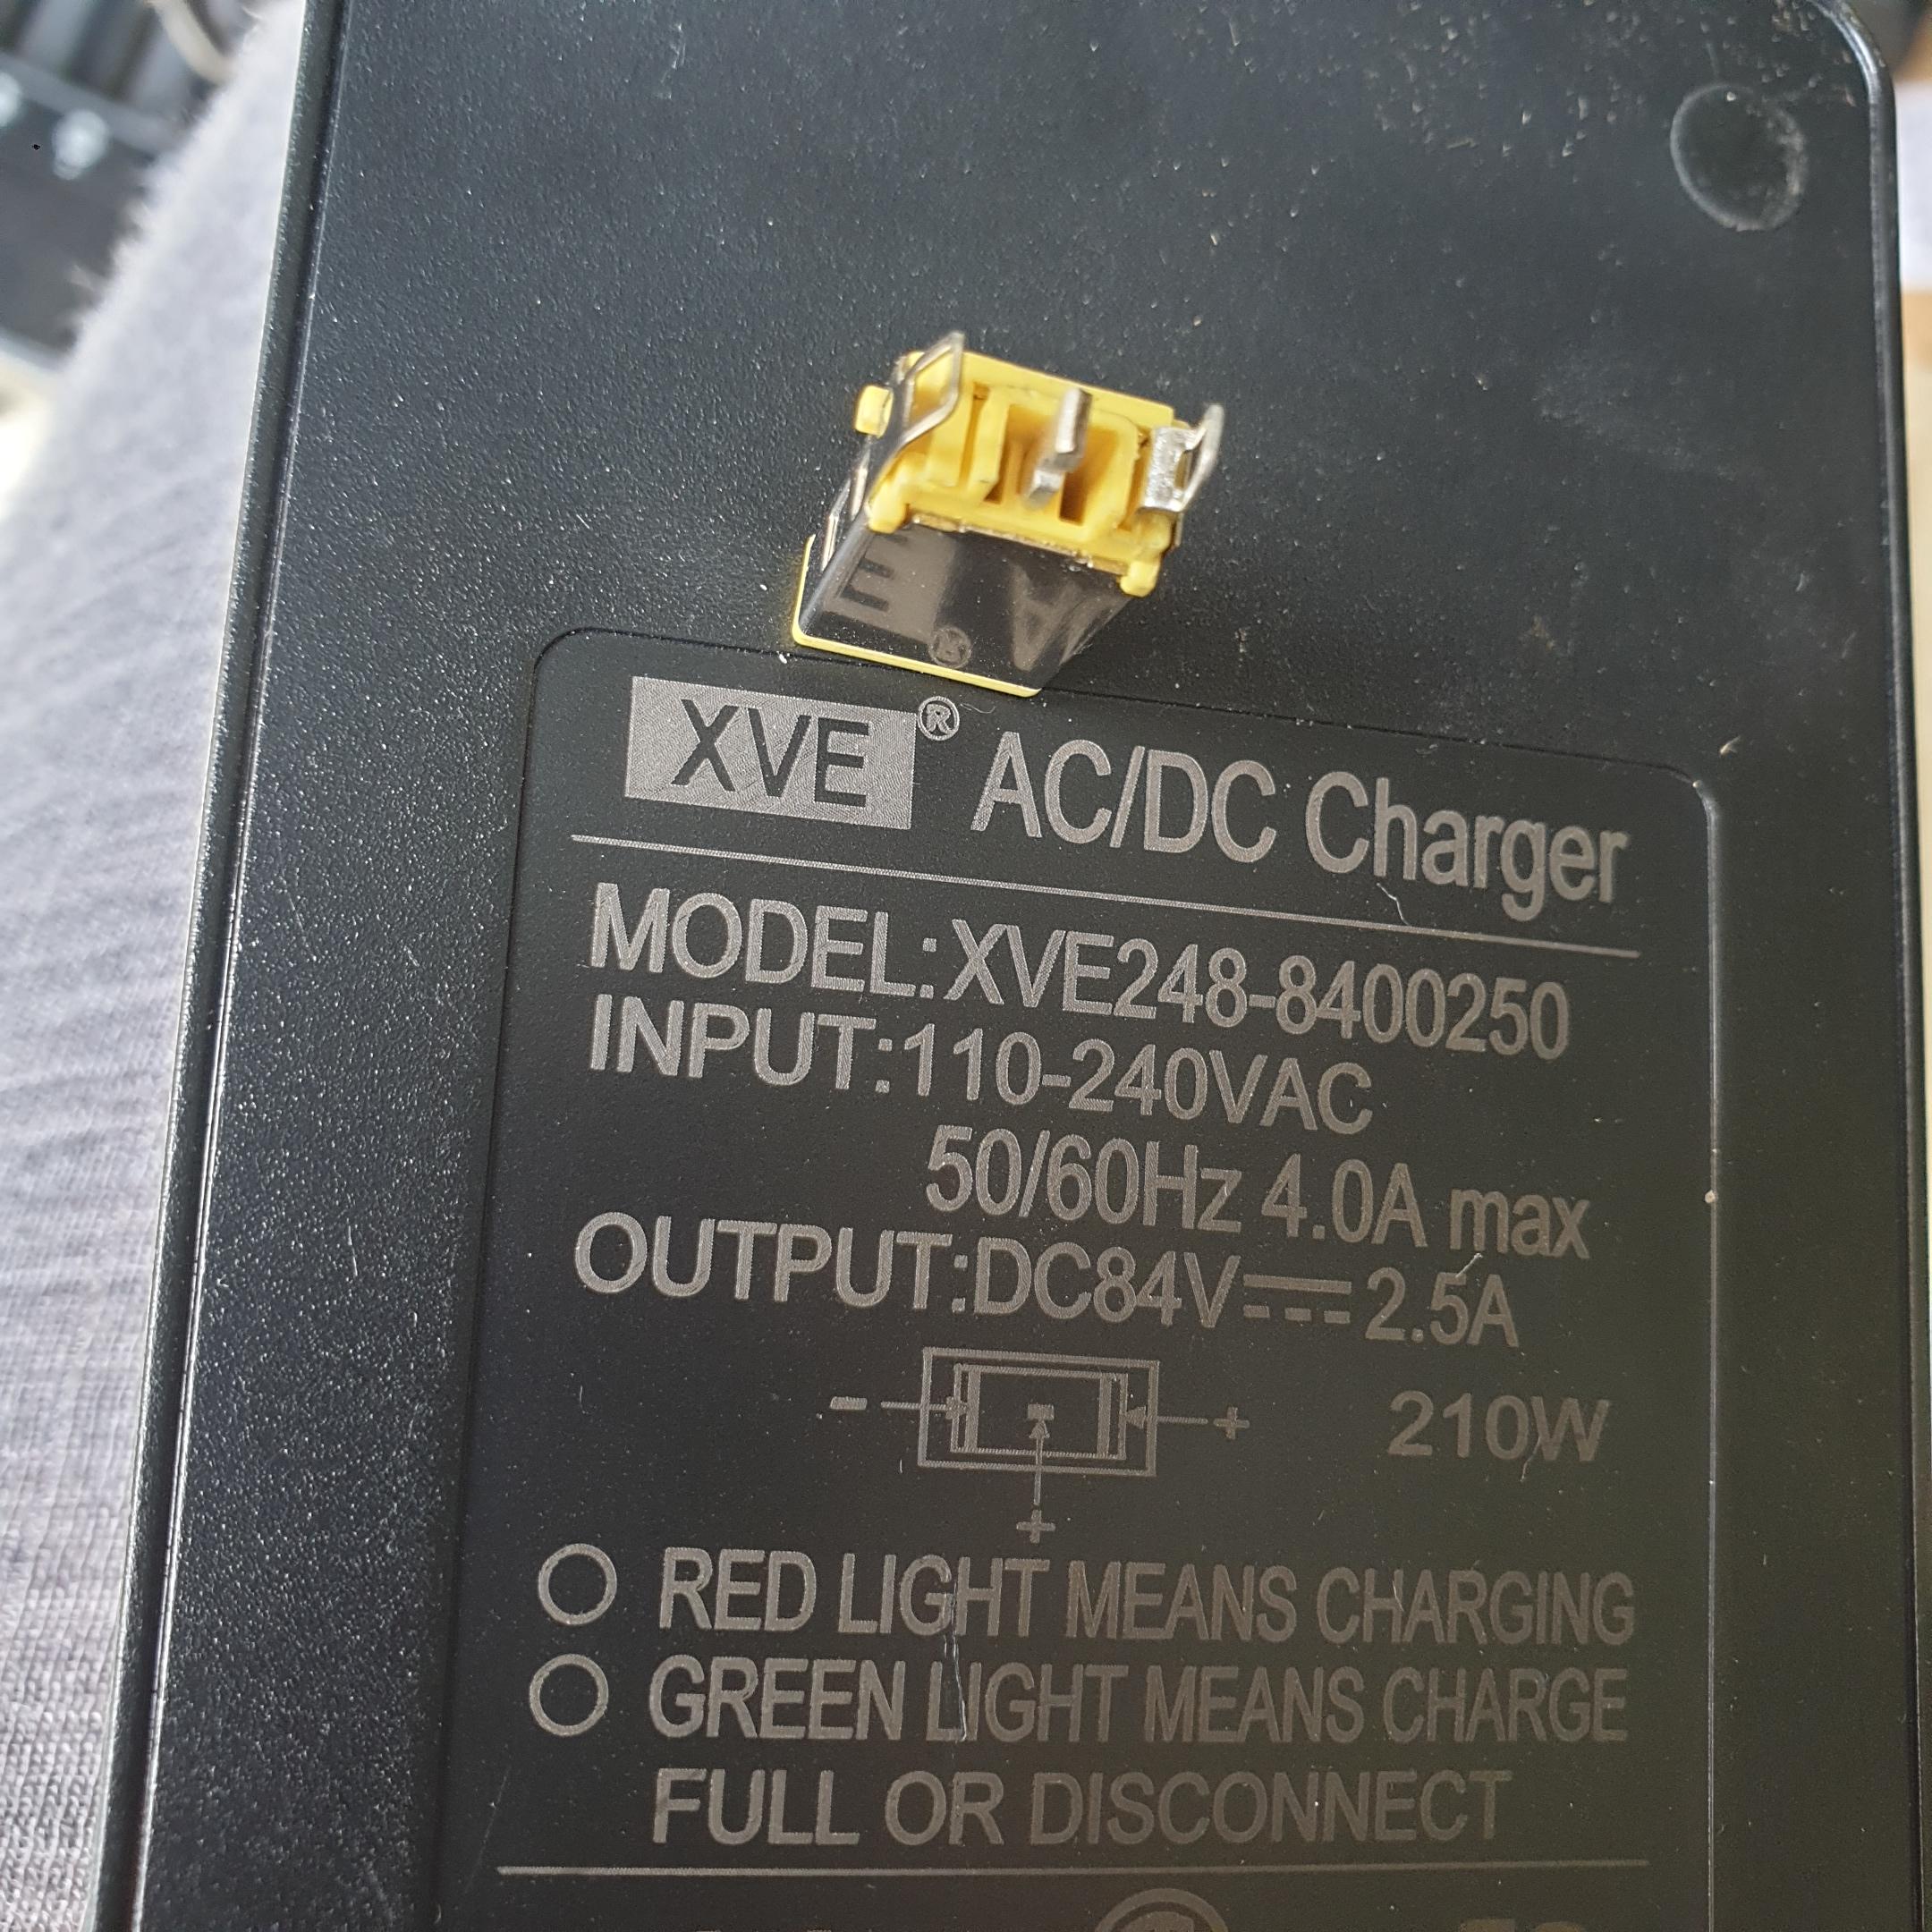 XVE® AC/DC Charger
MODEL:XVE248-8400250
INPUT:110-240VAC
50/60Hz 4.0A max
OUTPUT:DC84V⎓2.5A
- +
210W
+
RED LIGHT MEANS CHARGING
GREEN LIGHT MEANS CHARGE
FULL OR DISCONNECT